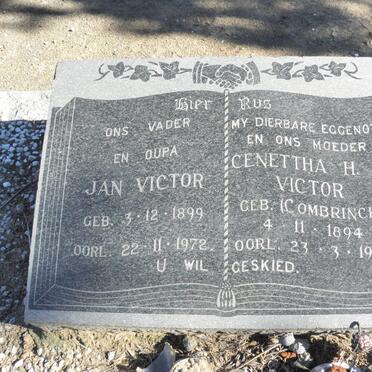 Hier Rus
ONS VADER
EN OUPA
JAN VICTOR
GEB. 3·12·1899
OORL. 22·11·1972.
MY DIERBARE EGGENOT
EN ONS MOEDER
CENETTHA H.
VICTOR
GEB. (COMBRINCK
4·11·1894
OORL. 23·3·19
U WIL GESKIED.